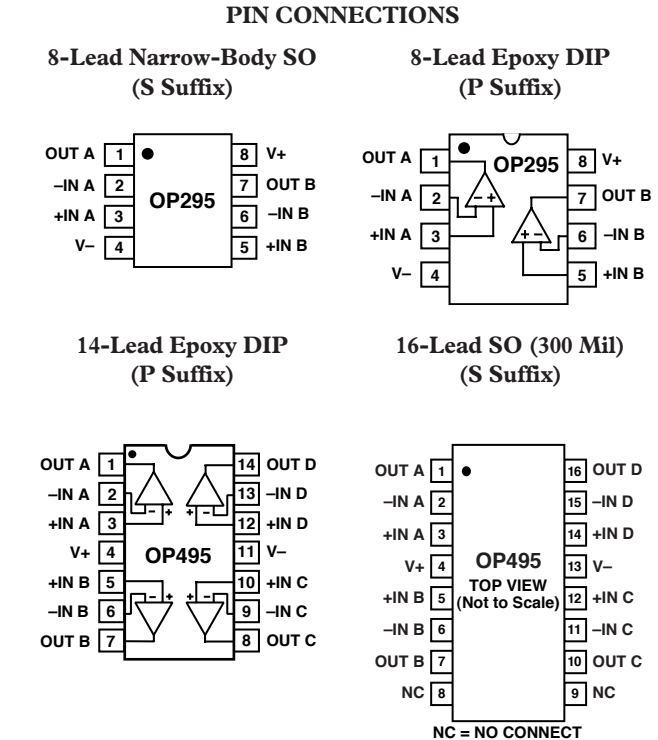 PIN CONNECTIONS
8-Lead Narrow-Body SO
(S Suffix)
OUT A 1
–IN A 2
+IN A 3
V– 4
OP295
8 V+
7 OUT B
6 –IN B
5 +IN B
8-Lead Epoxy DIP
(P Suffix)
OUT A 1
–IN A 2
+IN A 3
V– 4
OP295
– +
+ –
8 V+
7 OUT B
6 –IN B
5 +IN B
14-Lead Epoxy DIP
(P Suffix)
OUT A 1
–IN A 2
+IN A 3
V+ 4
+IN B 5
–IN B 6
OUT B 7
– +
+ –
OP495
– +
+ –
14 OUT D
13 –IN D
12 +IN D
11 V–
10 +IN C
9 –IN C
8 OUT C
16-Lead SO (300 Mil)
(S Suffix)
OUT A 1
–IN A 2
+IN A 3
V+ 4
+IN B 5
–IN B 6
OUT B 7
NC 8
OP495
TOP VIEW
(Not to Scale)
16 OUT D
15 –IN D
14 +IN D
13 V–
12 +IN C
11 –IN C
10 OUT C
9 NC
NC = NO CONNECT